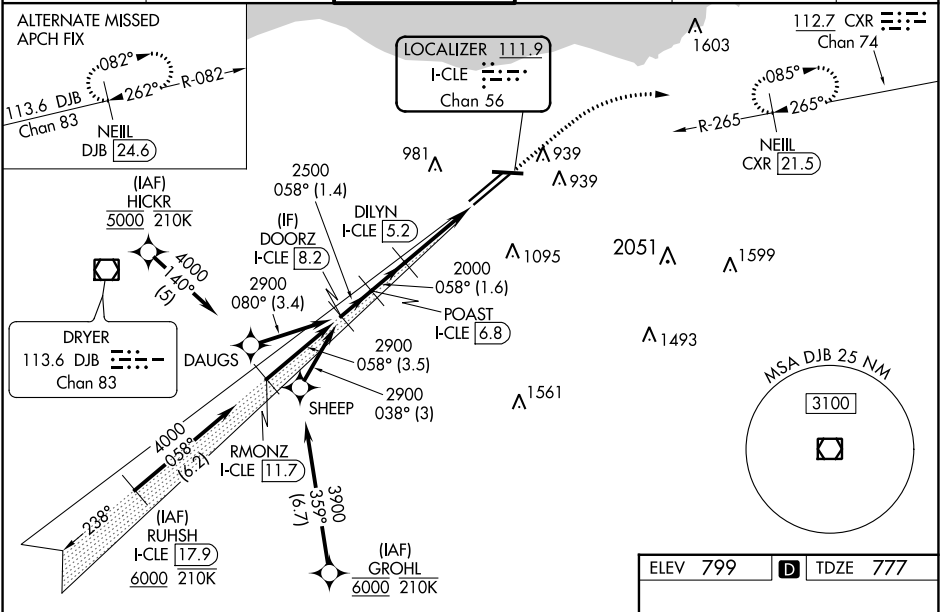 ALTERNATE MISSED
APCH FIX
082°
262°
R-082
113.6 DJB
Chan 83
NEIIL
DJB 24.6
LOCALIZER 111.9
I-CLE
Chan 56
1603
112.7 CXR
Chan 74
085°
265°
R-265
NEIIL
CXR 21.5
981
939
939
2500
058° (1.4)
(IAF)
HICKR
5000 210K
(IF)
DOORZ
I-CLE 8.2
DILYN
I-CLE 5.2
1095
2051
1599
4000
140°
(5)
2900
080° (3.4)
2000
058° (1.6)
POAST
I-CLE 6.8
DRYER
113.6 DJB
Chan 83
DAUGS
2900
058° (3.5)
1493
SHEEP
2900
038° (3)
1561
MSA DJB 25 NM
3100
4000
058°
(6.2)
RMONZ
I-CLE 11.7
238°
(IAF)
RUHSH
I-CLE 17.9
6000 210K
3900
359°
(6.7)
(IAF)
GROHL
6000 210K
ELEV 799 D TDZE 777